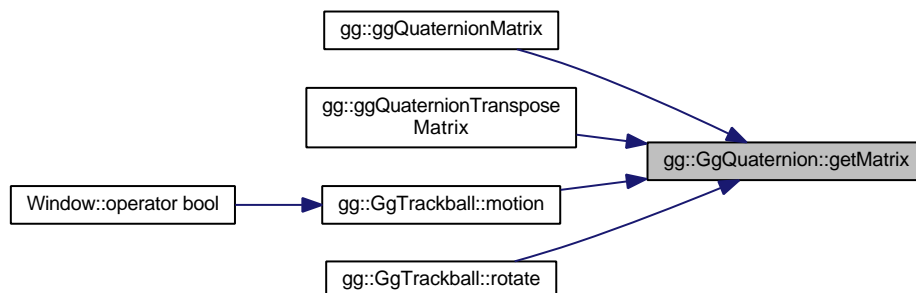 gg::ggQuaternionMatrix
gg::ggQuaternionTranspose
Matrix
gg::GgQuaternion::getMatrix
Window::operator bool
gg::GgTrackball::motion
gg::GgTrackball::rotate